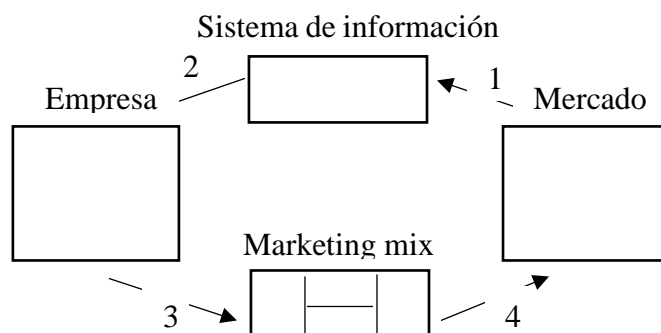 Sistema de información
2
1
Empresa
Mercado
Marketing mix
3
4